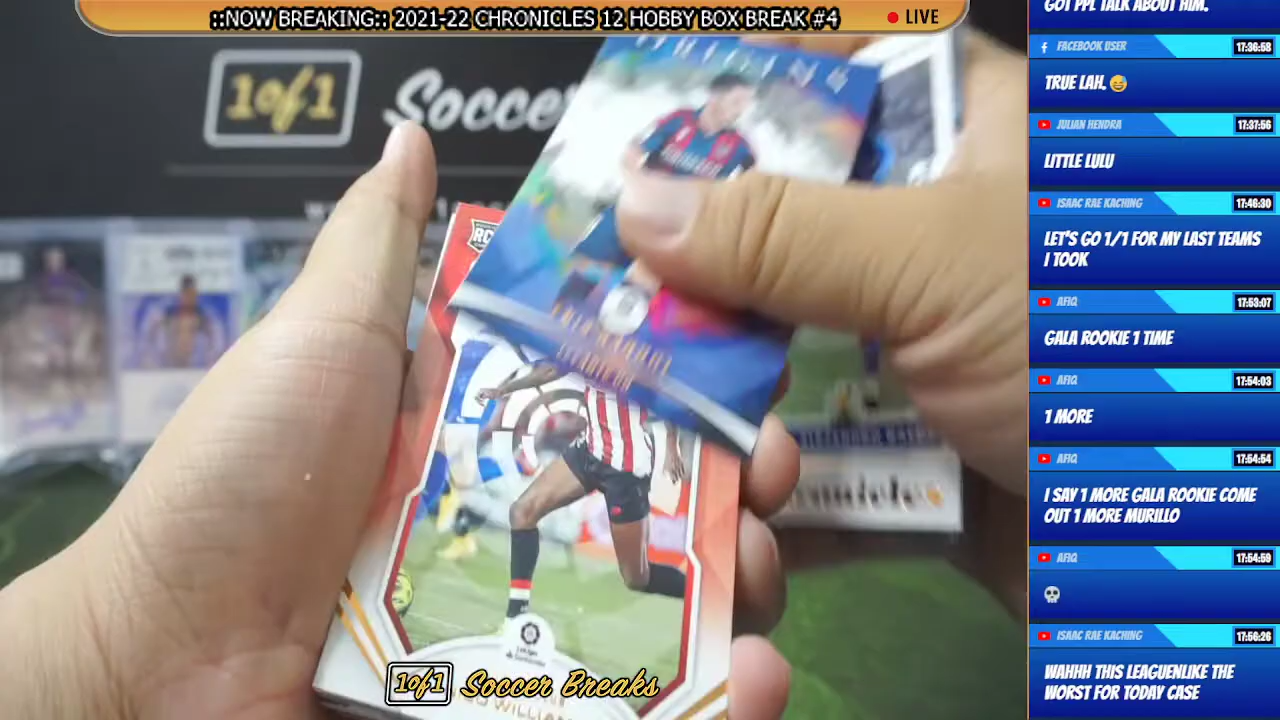 ::NOW BREAKING:: 2021-22 CHRONICLES 12 HOBBY BOX BREAK #4
LIVE
1of1
Soccer
RC
1of1 Soccer Breaks
GOT PPL TALK ABOUT HIM.
FACEBOOK USER
17:36:58
TRUE LAH. 😅
JULIAN HENDRA
17:37:56
LITTLE LULU
ISAAC RAE KACHING
17:46:30
LET'S GO 1/1 FOR MY LAST TEAMS
I TOOK
AFIQ
17:53:07
GALA ROOKIE 1 TIME
AFIQ
17:54:03
1 MORE
AFIQ
17:54:54
I SAY 1 MORE GALA ROOKIE COME
OUT 1 MORE MURILLO
AFIQ
17:54:59
💀
ISAAC RAE KACHING
17:56:26
WAHHH THIS LEAGUENLIKE THE
WORST FOR TODAY CASE